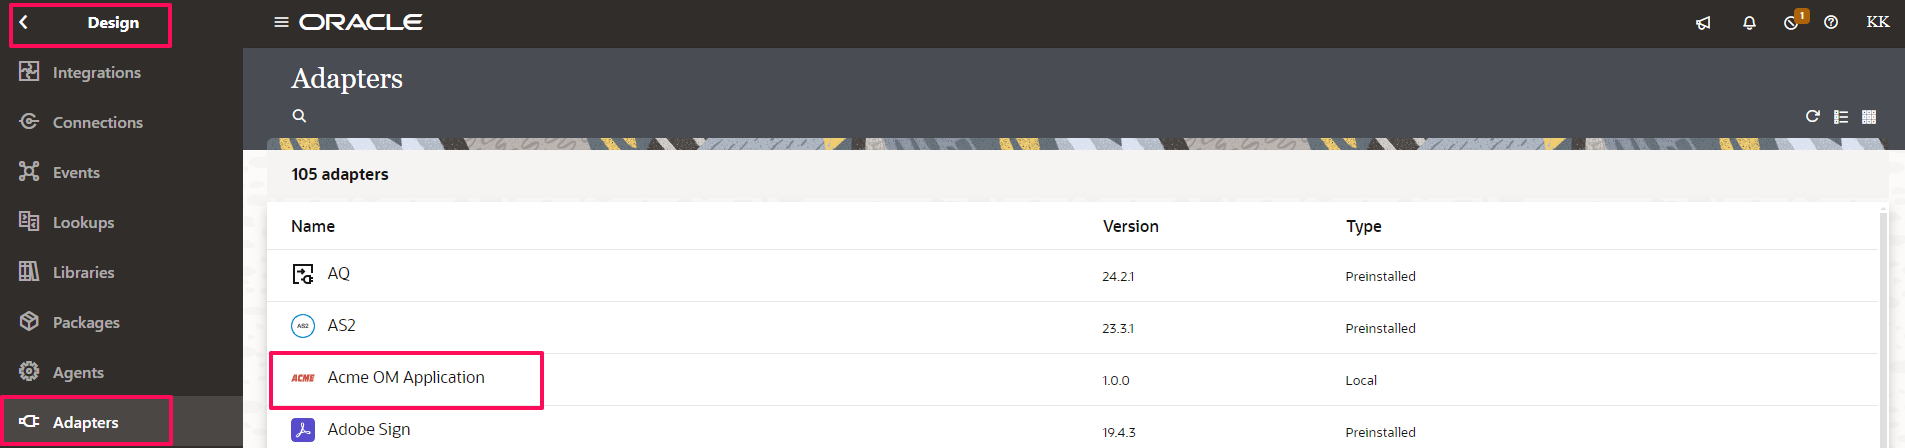 Design
Integrations
Connections
Events
Lookups
Libraries
Packages
Agents
Adapters
ORACLE
1
KK
Adapters
105 adapters
Name Version Type
AQ 24.2.1 Preinstalled
AS2 AS2 23.3.1 Preinstalled
ACME Acme OM Application 1.0.0 Local
Adobe Sign 19.4.3 Preinstalled